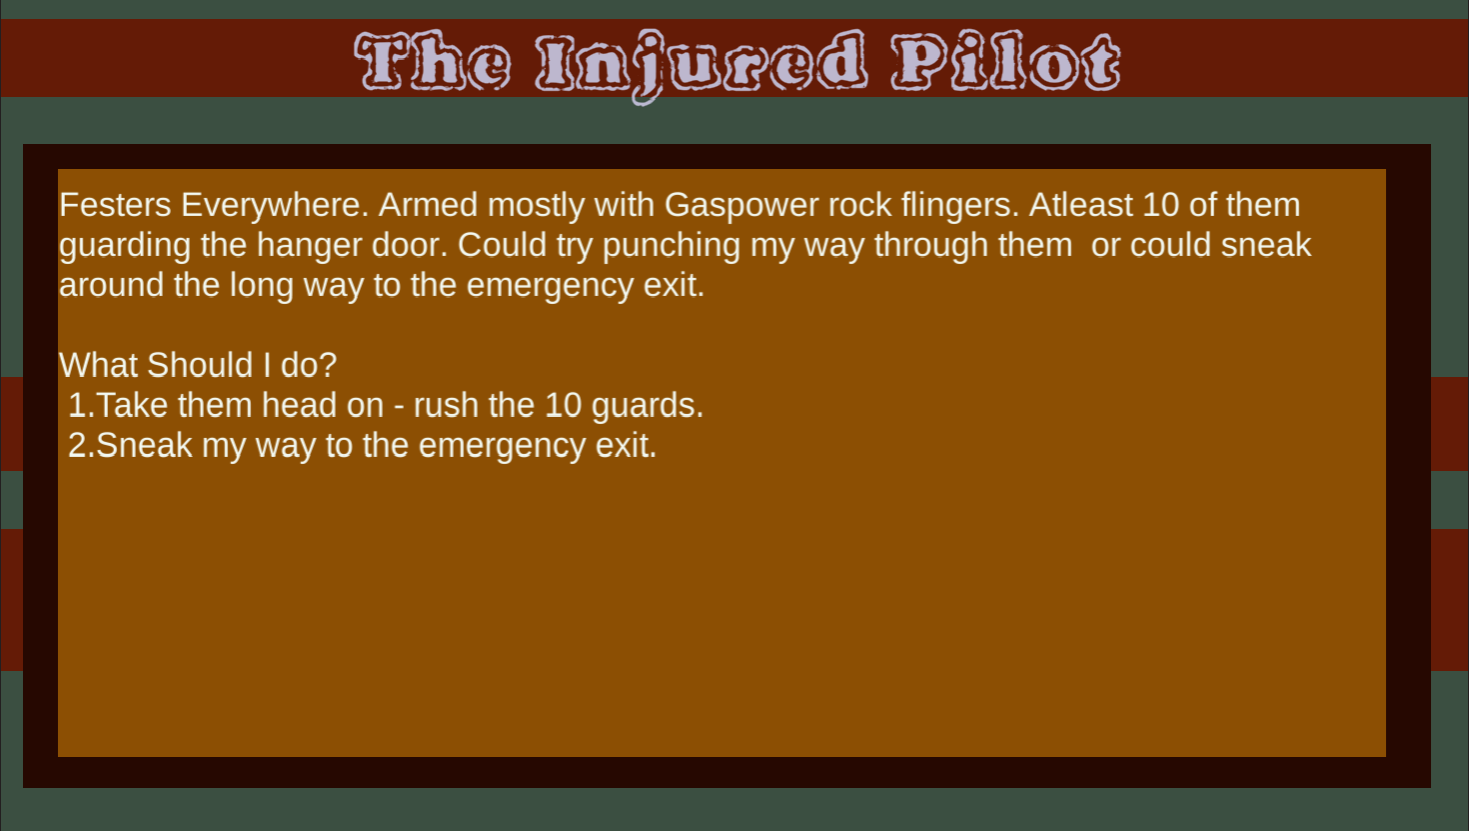 The Injured Pilot
Festers Everywhere. Armed mostly with Gaspower rock flingers. Atleast 10 of them
guarding the hanger door. Could try punching my way through them  or could sneak
around the long way to the emergency exit.
What Should I do?
1.Take them head on - rush the 10 guards.
2.Sneak my way to the emergency exit.